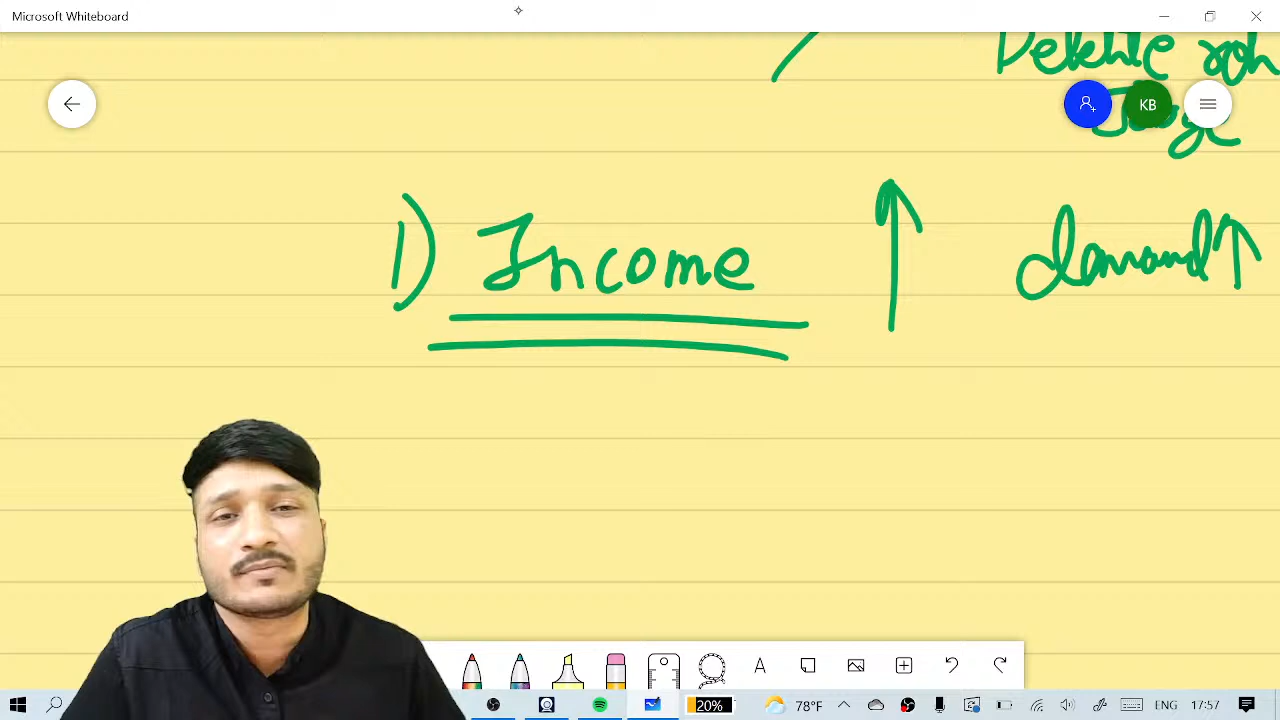 Microsoft Whiteboard
Dekhte
KB
1) Income ↑ demand ↑
A
20%
78°F
ENG
17:57